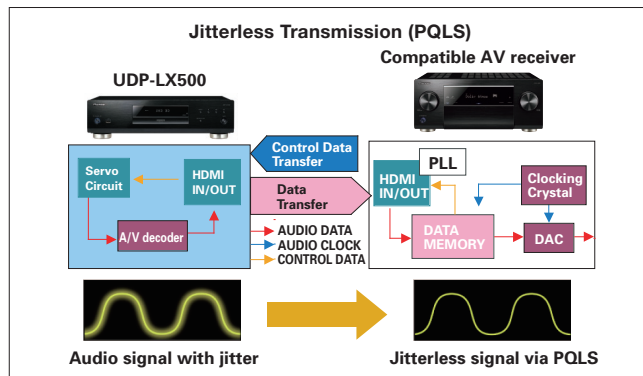 Jitterless Transmission (PQLS)
Compatible AV receiver
UDP-LX500
Servo
Circuit
HDMI
IN/OUT
A/V decoder
Control Data
Transfer
Data
Transfer
AUDIO DATA
AUDIO CLOCK
CONTROL DATA
HDMI
IN/OUT
PLL
DATA
MEMORY
Clocking
Crystal
DAC
Audio signal with jitter
Jitterless signal via PQLS